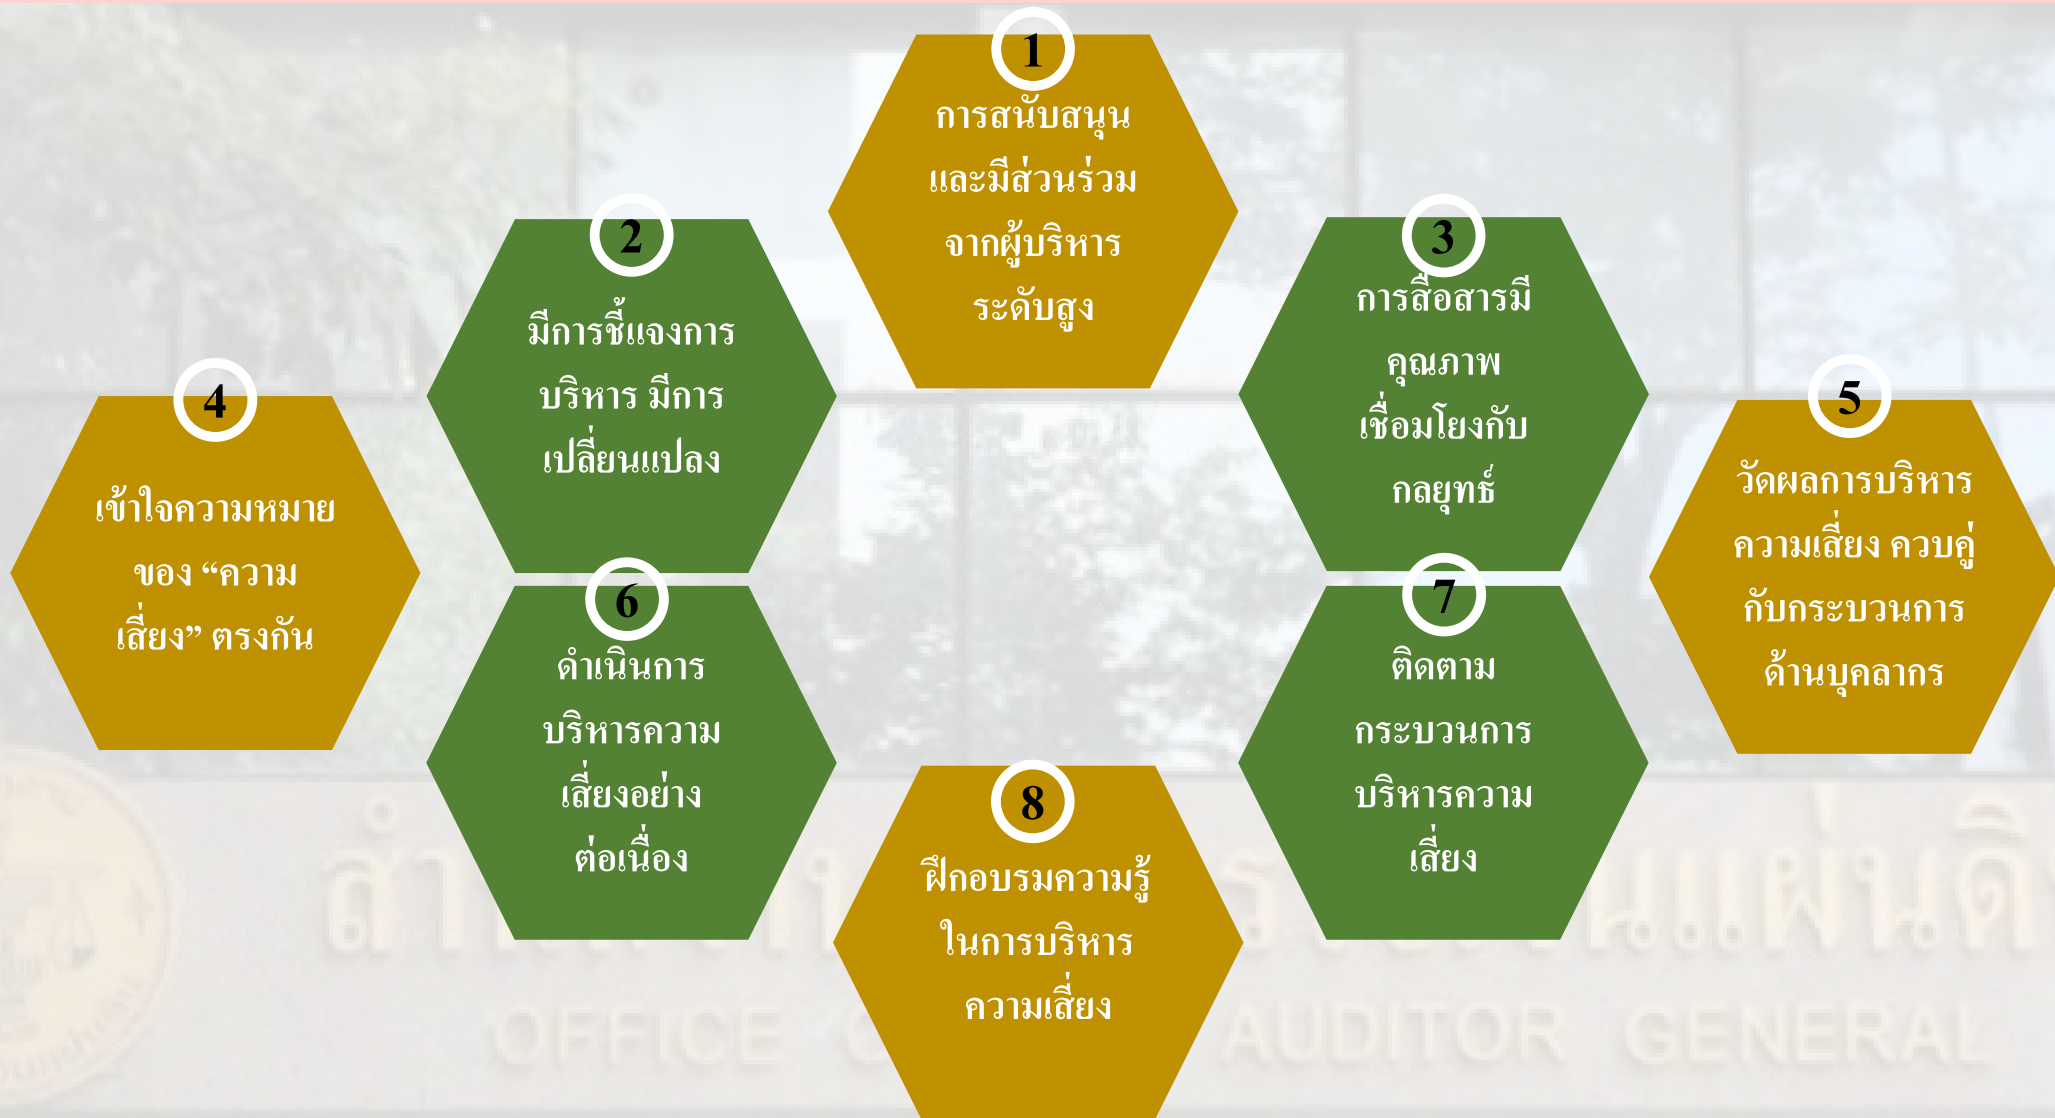 1
การสนับสนุน
และมีส่วนร่วม
จากผู้บริหาร
ระดับสูง
2
มีการชี้แจงการ
บริหาร มีการ
เปลี่ยนแปลง
3
การสื่อสารมี
คุณภาพ
เชื่อมโยงกับ
กลยุทธ์
4
เข้าใจความหมาย
ของ “ความ
เสี่ยง” ตรงกัน
5
วัดผลการบริหาร
ความเสี่ยง ควบคู่
กับกระบวนการ
ด้านบุคลากร
6
ดำเนินการ
บริหารความ
เสี่ยงอย่าง
ต่อเนื่อง
7
ติดตาม
กระบวนการ
บริหารความ
เสี่ยง
8
ฝึกอบรมความรู้
ในการบริหาร
ความเสี่ยง
OFFICE AUDITOR GENERAL